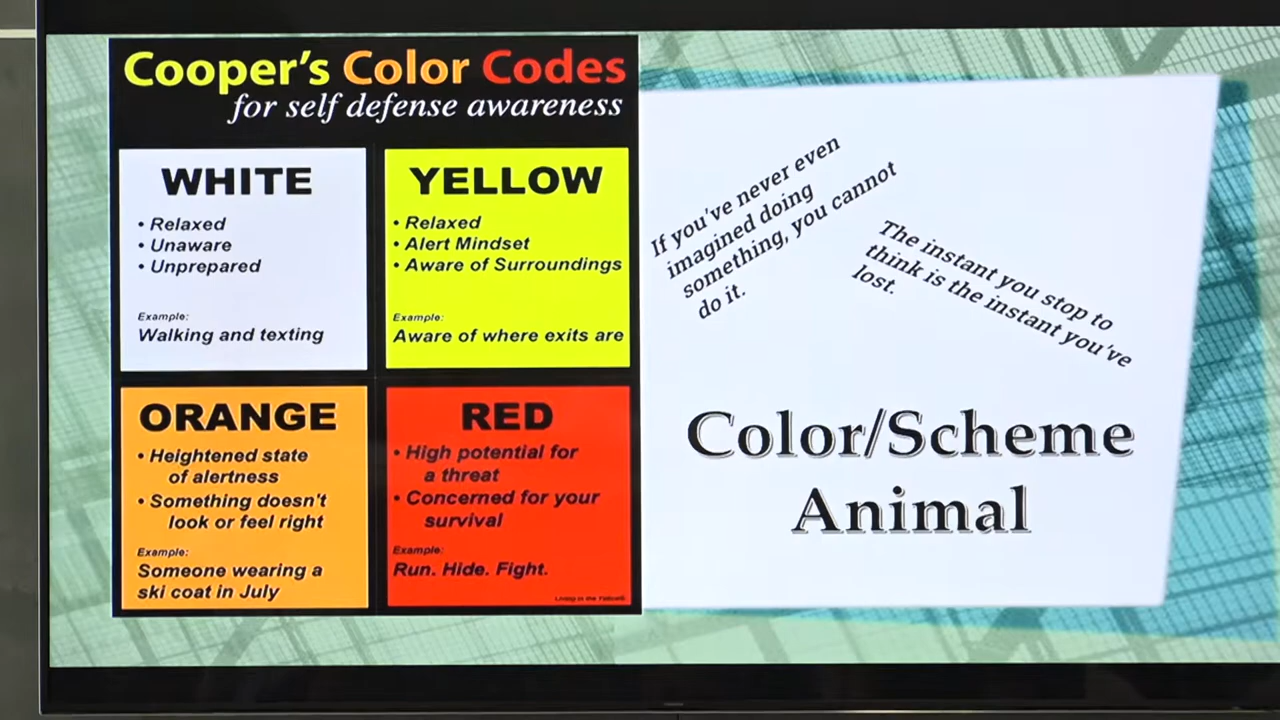 Cooper's Color Codes
for self defense awareness
WHITE
• Relaxed
• Unaware
• Unprepared
Example:
Walking and texting
YELLOW
• Relaxed
• Alert Mindset
• Aware of Surroundings
Example:
Aware of where exits are
ORANGE
• Heightened state
of alertness
• Something doesn't
look or feel right
Example:
Someone wearing a
ski coat in July
RED
• High potential for
a threat
• Concerned for your
survival
Example:
Run. Hide. Fight.
Living in the Yellow©
If you've never even
imagined doing
something, you cannot
do it.
The instant you stop to
think is the instant you've
lost.
Color/Scheme
Animal